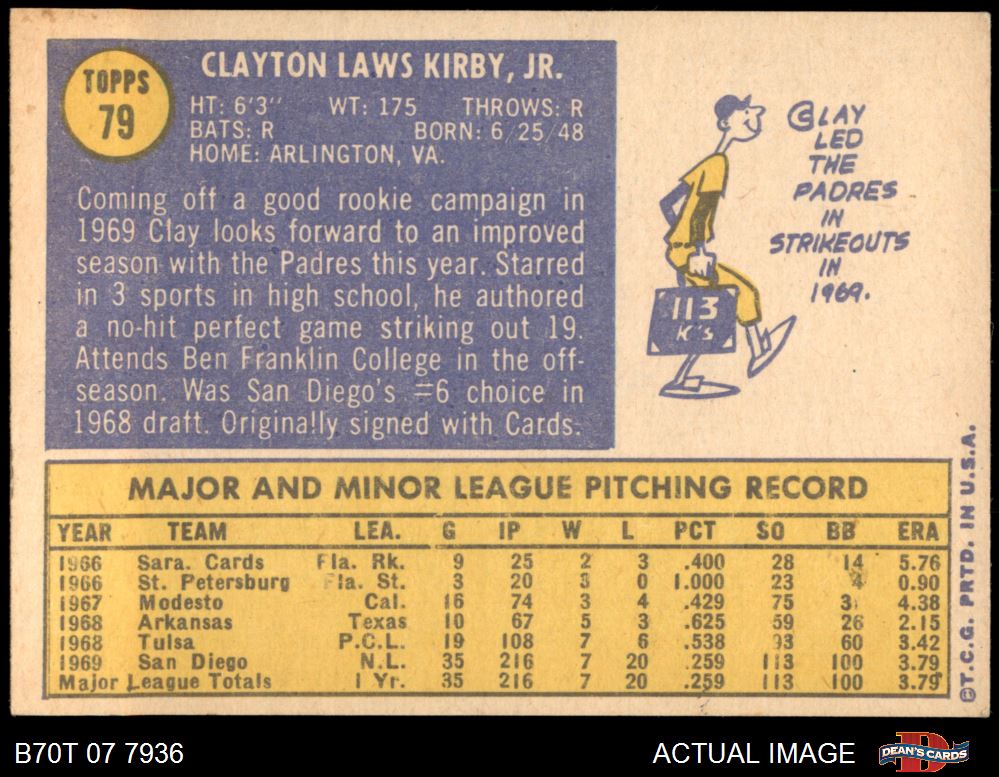 TOPPS
79
CLAYTON LAWS KIRBY, JR.
HT: 6'3" WT: 175 THROWS: R
BATS: R BORN: 6/25/48
HOME: ARLINGTON, VA.
Coming off a good rookie campaign in
1969 Clay looks forward to an improved
season with the Padres this year. Starred
in 3 sports in high school, he authored
a no-hit perfect game striking out 19.
Attends Ben Franklin College in the off-
season. Was San Diego's #6 choice in
1968 draft. Originally signed with Cards.
CLAY
LED
THE
PADRES
IN
STRIKEOUTS
IN
1969.
113
K's
MAJOR AND MINOR LEAGUE PITCHING RECORD
YEAR TEAM LEA. G IP W L PCT SO BB ERA
1966 Sara. Cards Fla. Rk. 9 25 2 3 .400 28 14 5.76
1966 St. Petersburg Fla. St. 3 20 3 0 1.000 23 4 0.90
1967 Modesto Cal. 16 74 3 4 .429 75 31 4.38
1968 Arkansas Texas 10 67 5 3 .625 59 26 2.15
1968 Tulsa P.C.L. 19 108 7 6 .538 93 60 3.42
1969 San Diego N.L. 35 216 7 20 .259 113 100 3.79
Major League Totals 1 Yr. 35 216 7 20 .259 113 100 3.79
©T.C.G. PRTD. IN U.S.A.
B70T 07 7936
ACTUAL IMAGE
DEAN'S CARDS